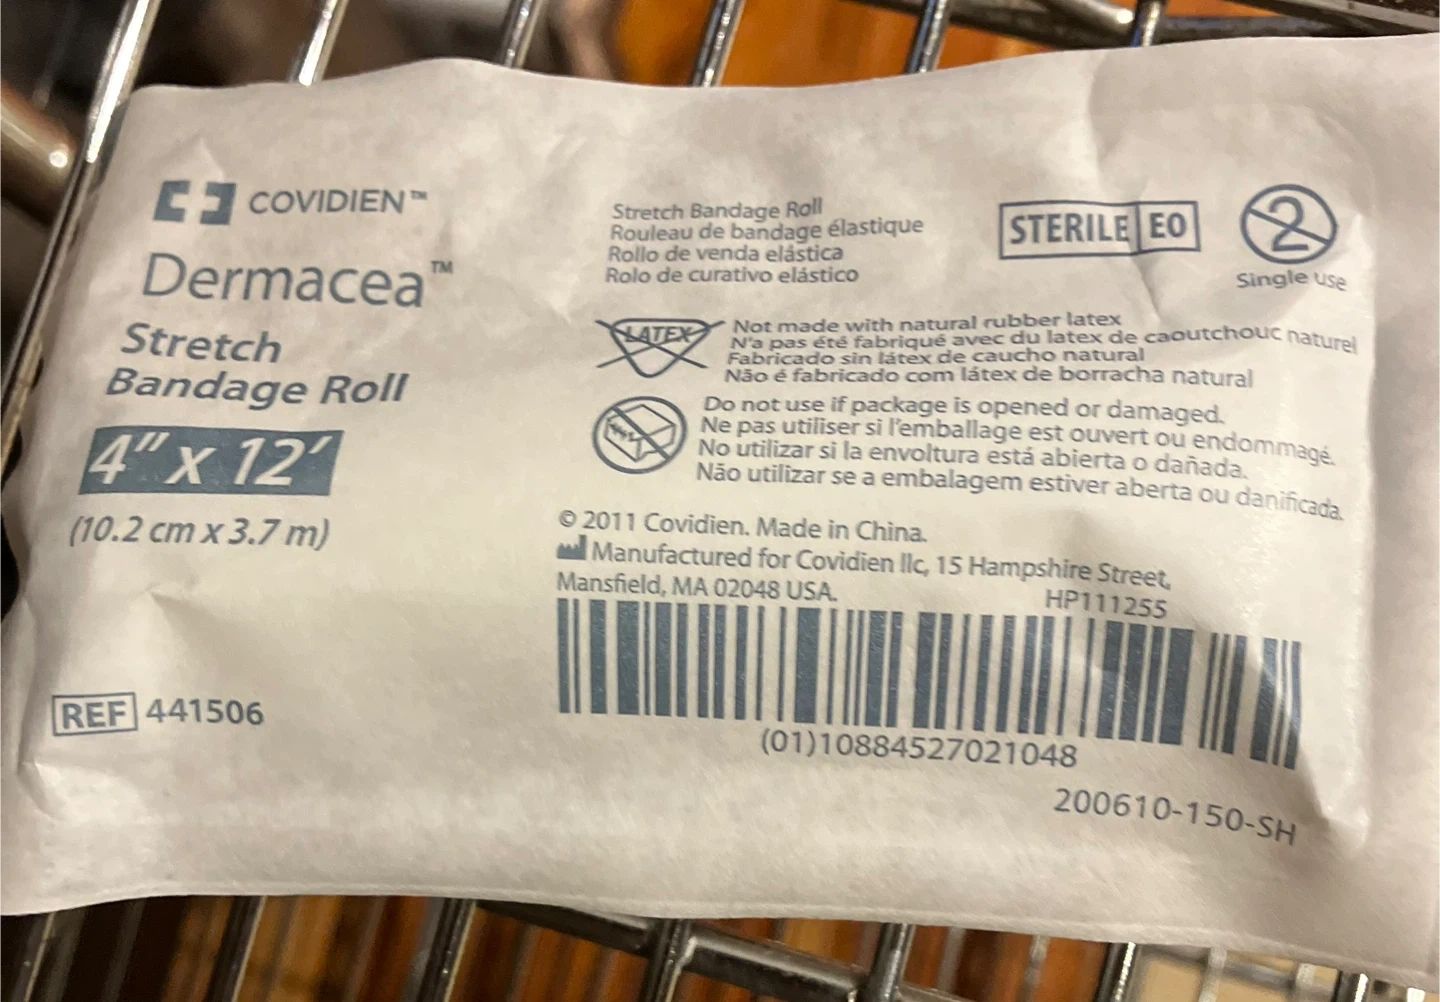 COVIDIEN™
Dermacea™
Stretch
Bandage Roll
4" x 12'
(10.2 cm x 3.7 m)
REF 441506
Stretch Bandage Roll
Rouleau de bandage élastique
Rollo de venda elástica
Rolo de curativo elástico
STERILE EO
2
Single use
LATEX
Not made with natural rubber latex
N'a pas été fabriqué avec du latex de caoutchouc naturel
Fabricado sin látex de caucho natural
Não é fabricado com látex de borracha natural
Do not use if package is opened or damaged.
Ne pas utiliser si l'emballage est ouvert ou endommagé.
No utilizar si la envoltura está abierta o dañada.
Não utilizar se a embalagem estiver aberta ou danificada.
© 2011 Covidien. Made in China.
Manufactured for Covidien llc, 15 Hampshire Street,
Mansfield, MA 02048 USA.
HP111255
(01)10884527021048
200610-150-SH